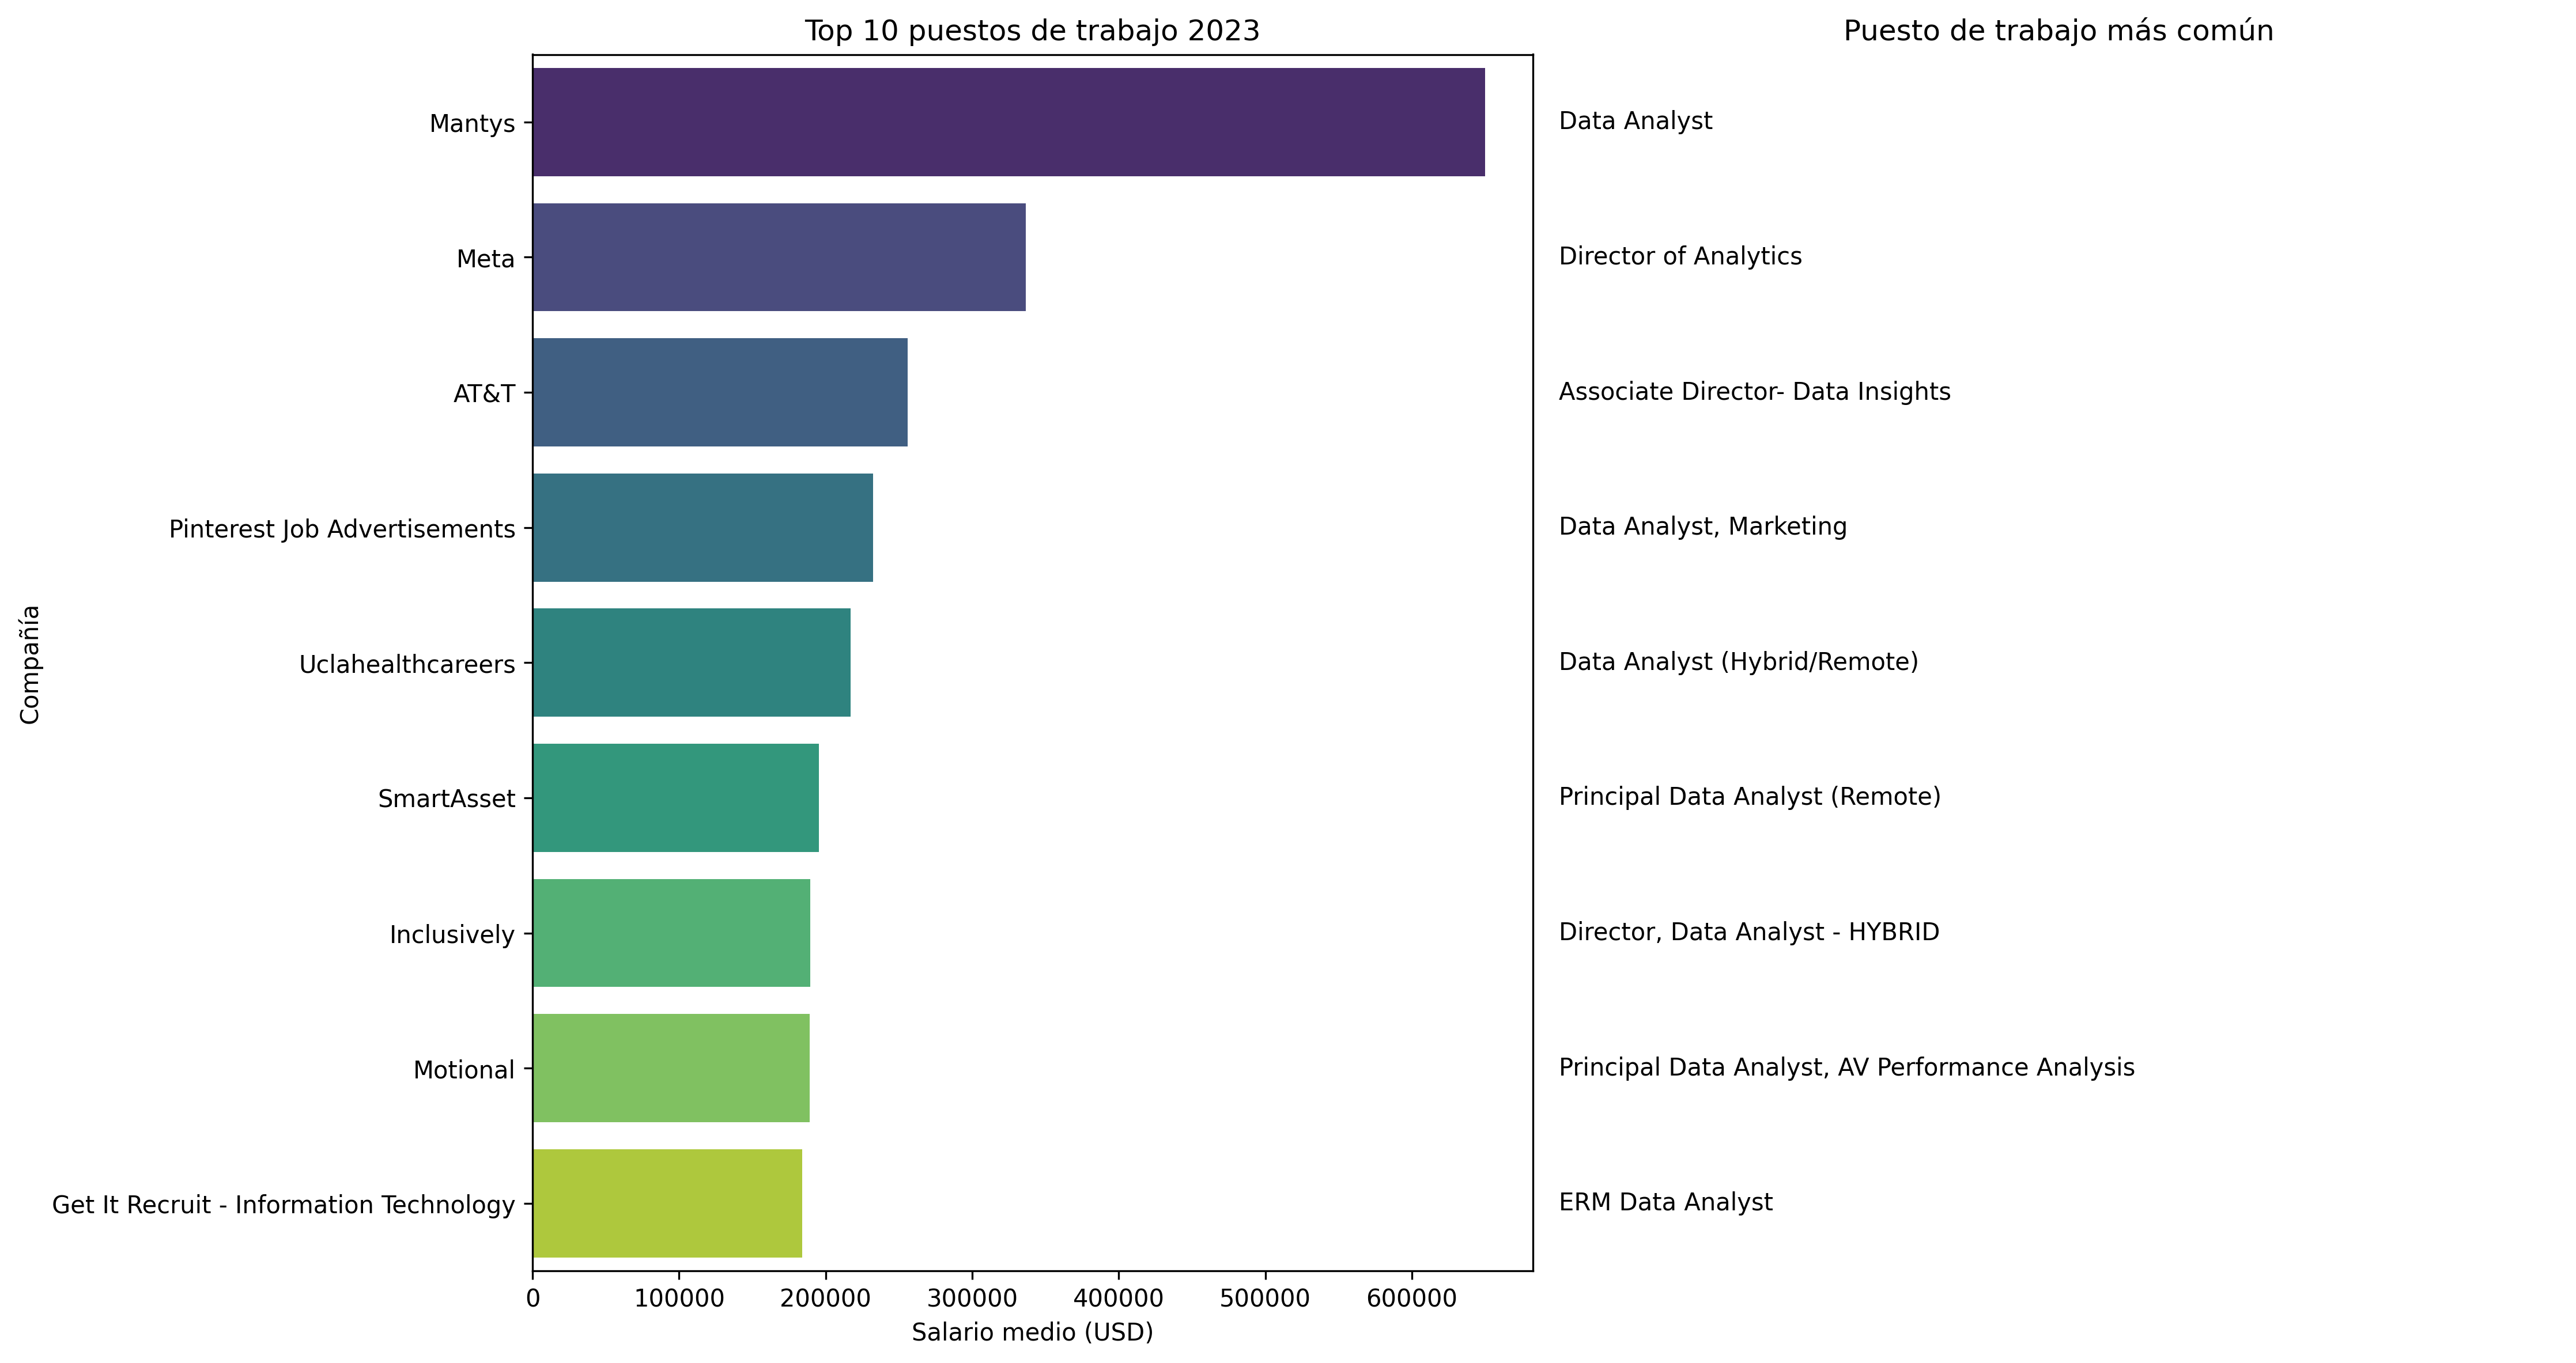 Top 10 puestos de trabajo 2023
Puesto de trabajo más común
Compañía
Mantys
Data Analyst
Meta
Director of Analytics
AT&T
Associate Director- Data Insights
Pinterest Job Advertisements
Data Analyst, Marketing
Uclahealthcareers
Data Analyst (Hybrid/Remote)
SmartAsset
Principal Data Analyst (Remote)
Inclusively
Director, Data Analyst - HYBRID
Motional
Principal Data Analyst, AV Performance Analysis
Get It Recruit - Information Technology
ERM Data Analyst
0 100000 200000 300000 400000 500000 600000
Salario medio (USD)